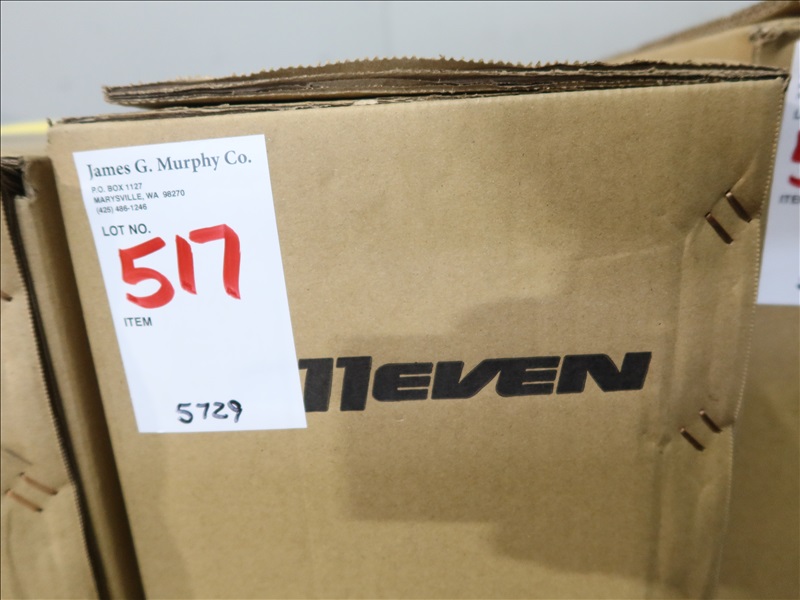 James G. Murphy Co.
P.O. BOX 1127
MARYSVILLE, WA 98270
(425) 486-1246
LOT NO.
517
ITEM
5729
11EVEN